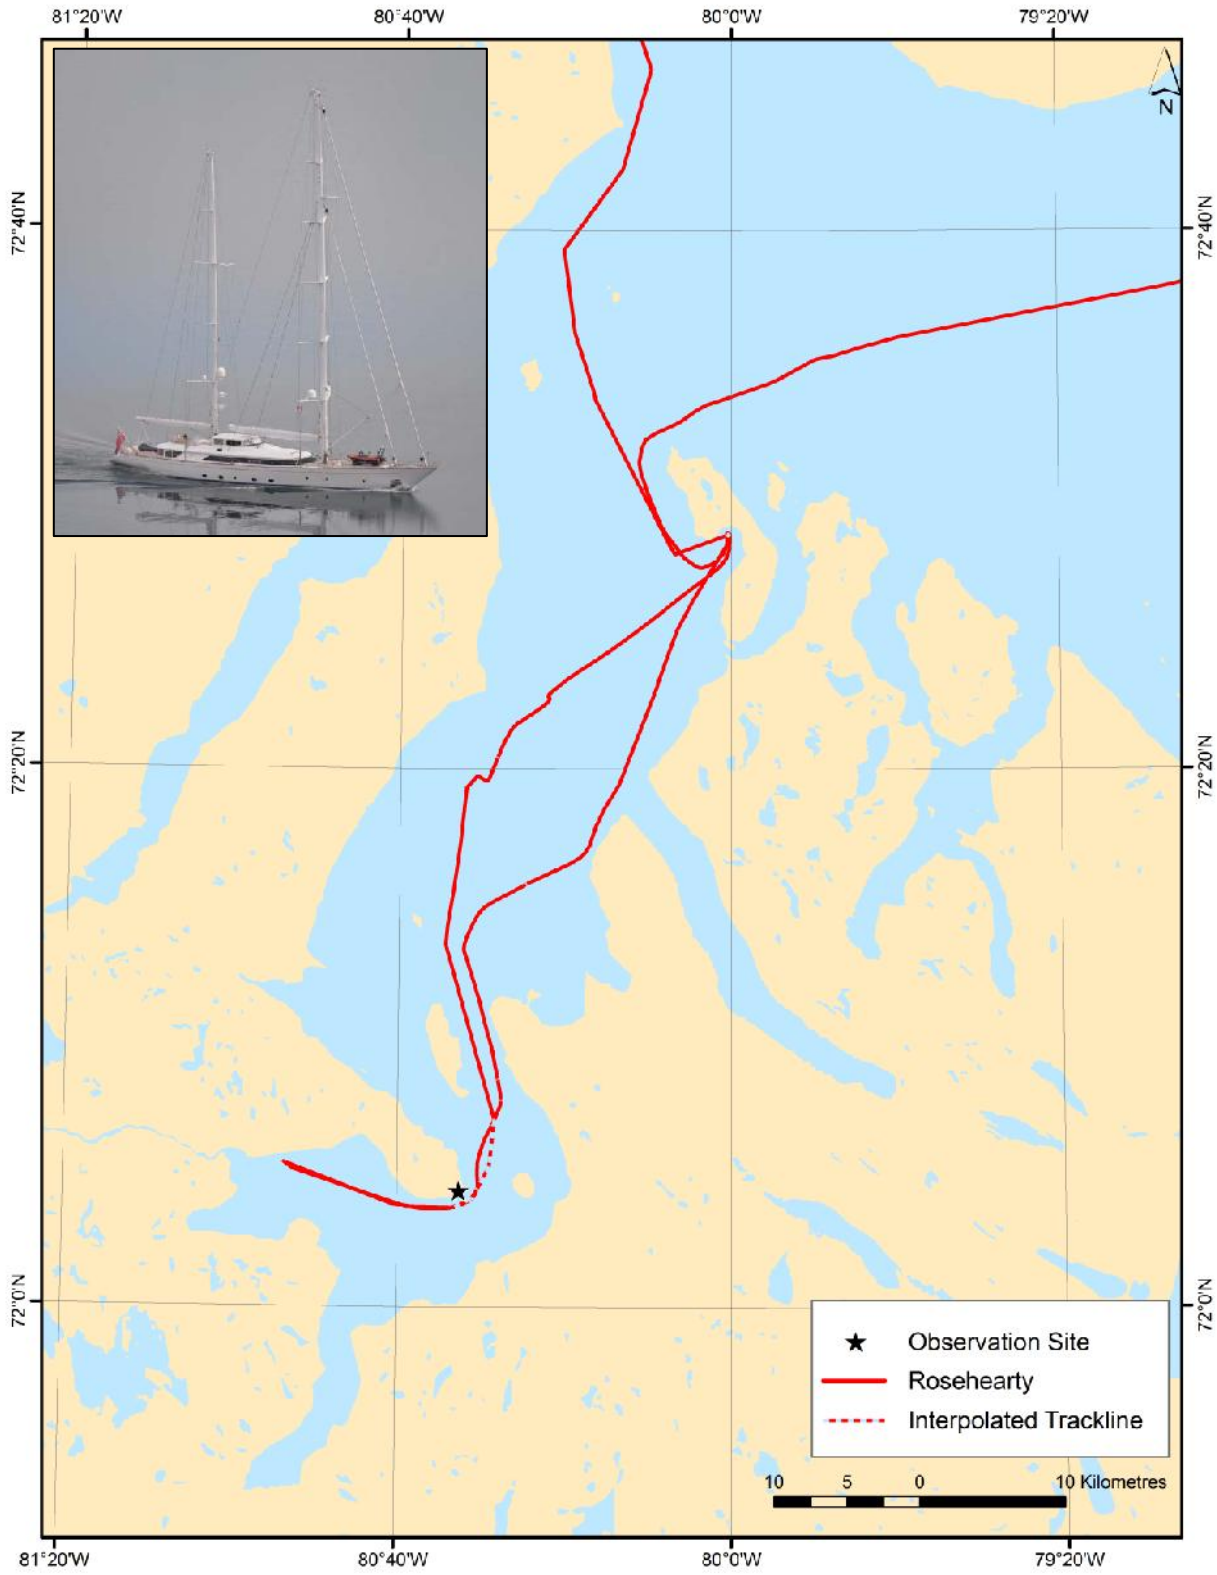 81°20'W 80°40'W 80°0'W 79°20'W
N
72°40'N 72°40'N
72°20'N 72°20'N
72°0'N 72°0'N
Observation Site
Rosehearty
Interpolated Trackline
10 5 0 10 Kilometres
81°20'W 80°40'W 80°0'W 79°20'W